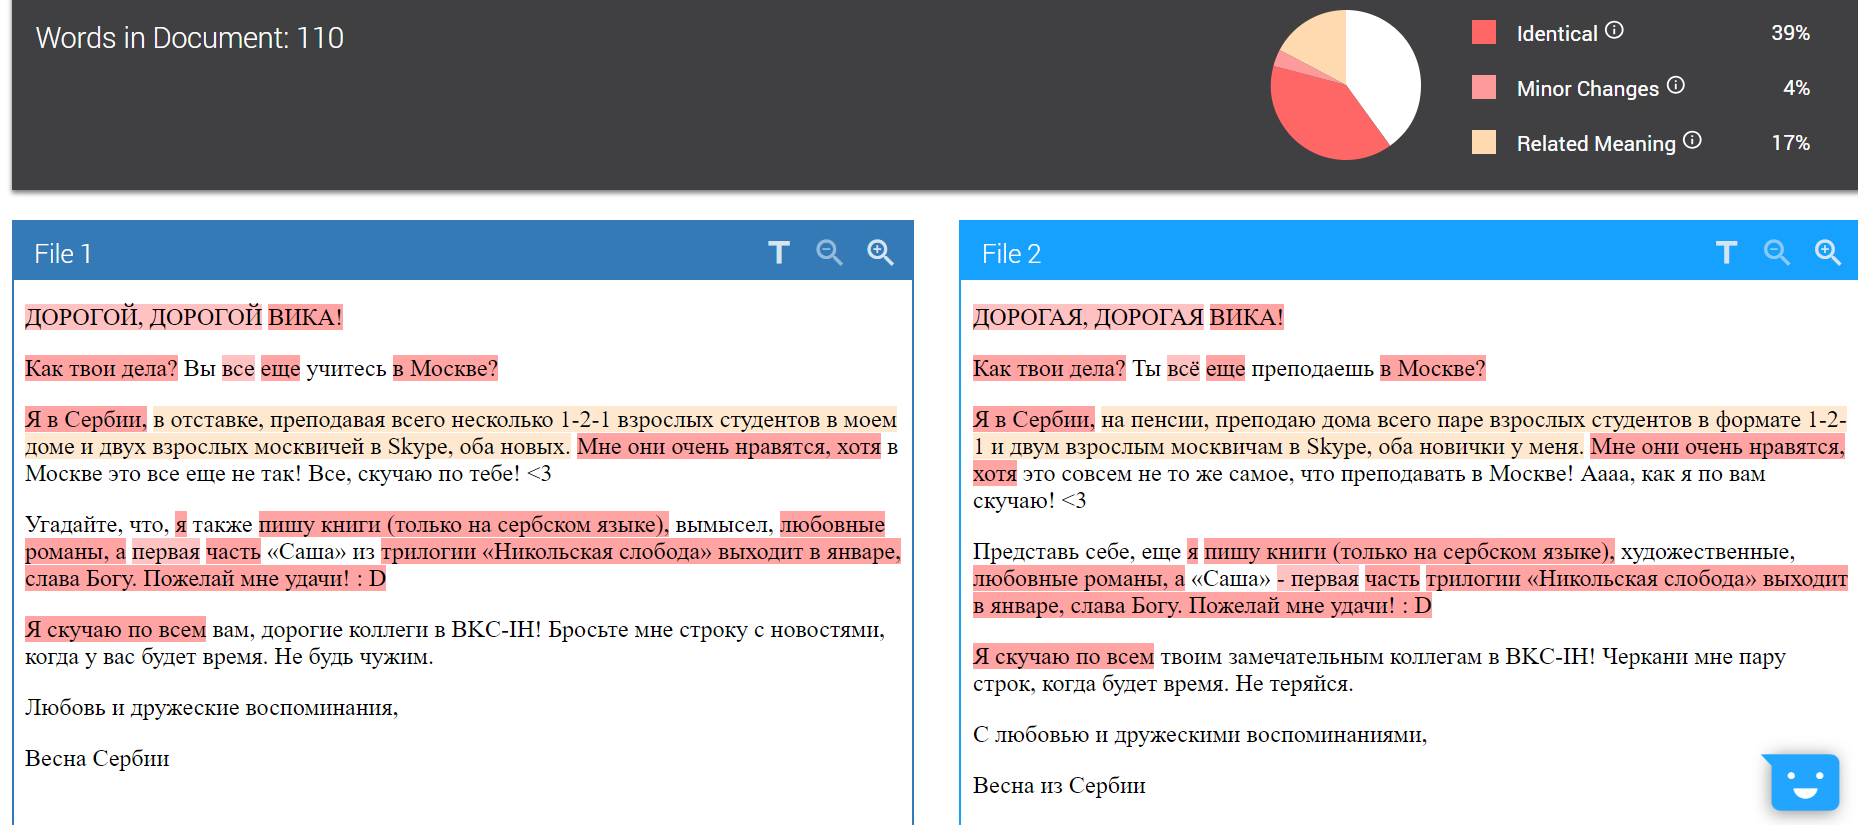 Words in Document: 110
Identical 39%
Minor Changes 4%
Related Meaning 17%
File 1
ДОРОГОЙ, ДОРОГОЙ ВИКА!
Как твои дела? Вы все еще учитесь в Москве?
Я в Сербии, в отставке, преподавая всего несколько 1-2-1 взрослых студентов в моем
доме и двух взрослых москвичей в Skype, оба новых. Мне они очень нравятся, хотя в
Москве это все еще не так! Все, скучаю по тебе! <3
Угадайте, что, я также пишу книги (только на сербском языке), вымысел, любовные
романы, а первая часть «Саша» из трилогии «Никольская слобода» выходит в январе,
слава Богу. Пожелай мне удачи! : D
Я скучаю по всем вам, дорогие коллеги в BKC-IH! Бросьте мне строку с новостями,
когда у вас будет время. Не будь чужим.
Любовь и дружеские воспоминания,
Весна Сербии
File 2
ДОРОГАЯ, ДОРОГАЯ ВИКА!
Как твои дела? Ты всё еще преподаешь в Москве?
Я в Сербии, на пенсии, преподаю дома всего паре взрослых студентов в формате 1-2-
1 и двум взрослым москвичам в Skype, оба новички у меня. Мне они очень нравятся,
хотя это совсем не то же самое, что преподавать в Москве! Аааа, как я по вам
скучаю! <3
Представь себе, еще я пишу книги (только на сербском языке), художественные,
любовные романы, а «Саша» - первая часть трилогии «Никольская слобода» выходит
в январе, слава Богу. Пожелай мне удачи! : D
Я скучаю по всем твоим замечательным коллегам в BKC-IH! Черкани мне пару
строк, когда будет время. Не теряйся.
С любовью и дружескими воспоминаниями,
Весна из Сербии